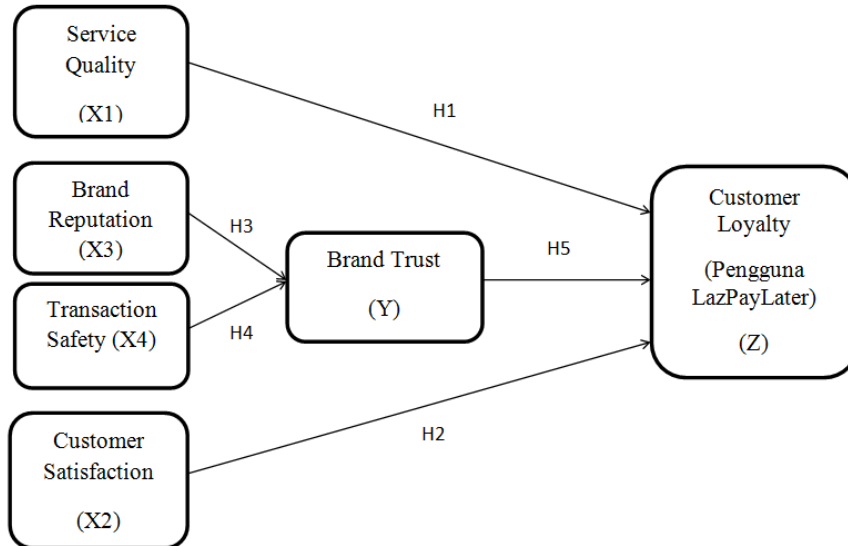 Service
Quality
(X1)
H1
Brand
Reputation
(X3)
H3
Transaction
Safety (X4)
H4
Brand Trust
(Y)
H5
Customer
Loyalty
(Pengguna
LazPayLater)
(Z)
Customer
Satisfaction
(X2)
H2